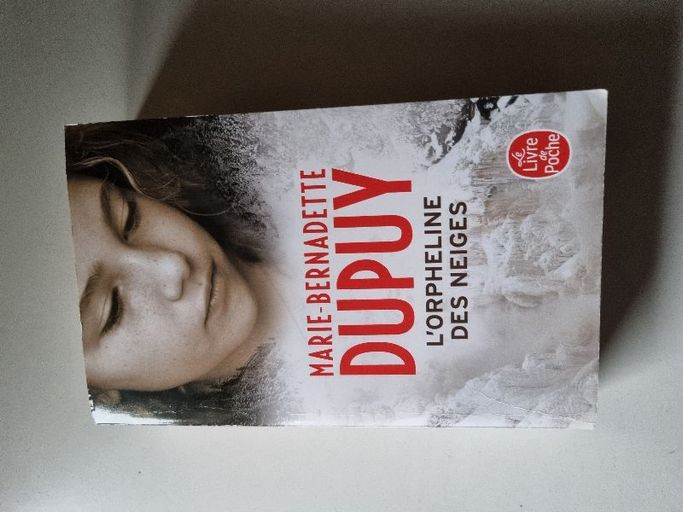 MARIE-BERNADETTE
DUPUY
L'ORPHELINE
DES NEIGES
Le
Livre
de
Poche